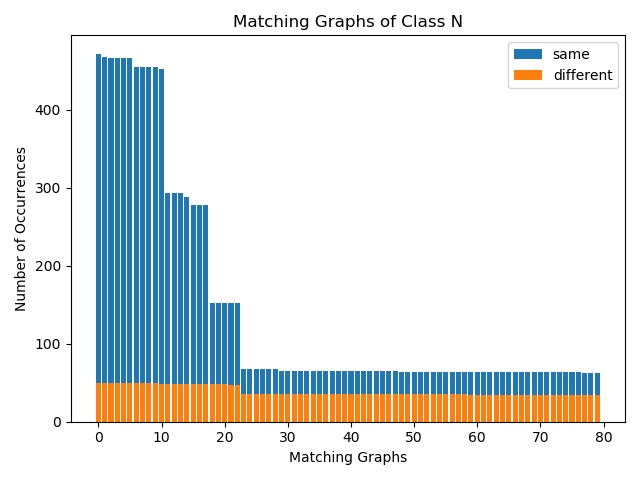 Matching Graphs of Class N
same
different
Number of Occurrences
400
300
200
100
0
0 10 20 30 40 50 60 70 80
Matching Graphs